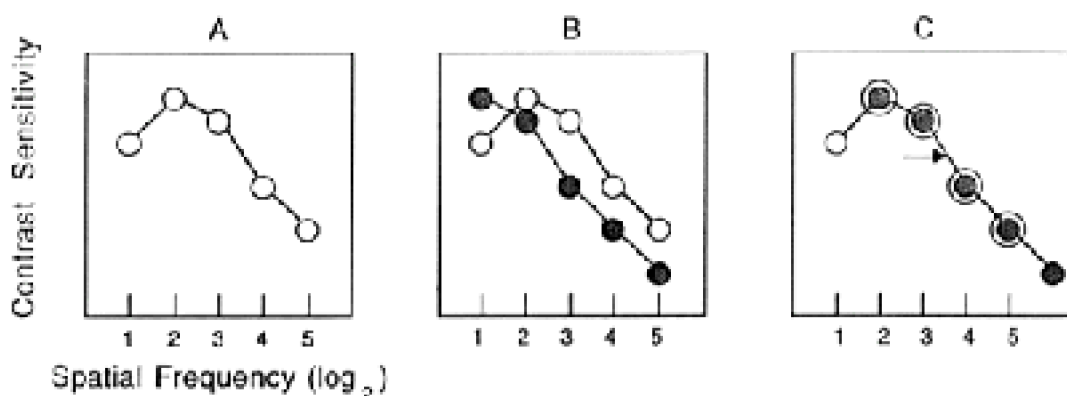 A B C
Contrast Sensitivity
1 2 3 4 5
1 2 3 4 5
1 2 3 4 5
Spatial Frequency (log₂)